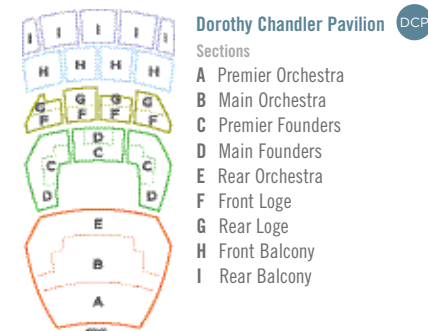 Dorothy Chandler Pavilion DCP
Sections
A Premier Orchestra
B Main Orchestra
C Premier Founders
D Main Founders
E Rear Orchestra
F Front Loge
G Rear Loge
H Front Balcony
I Rear Balcony
I I I I I
H H H H
G G G G
F F F F
D
C C C
D D
E
B
A